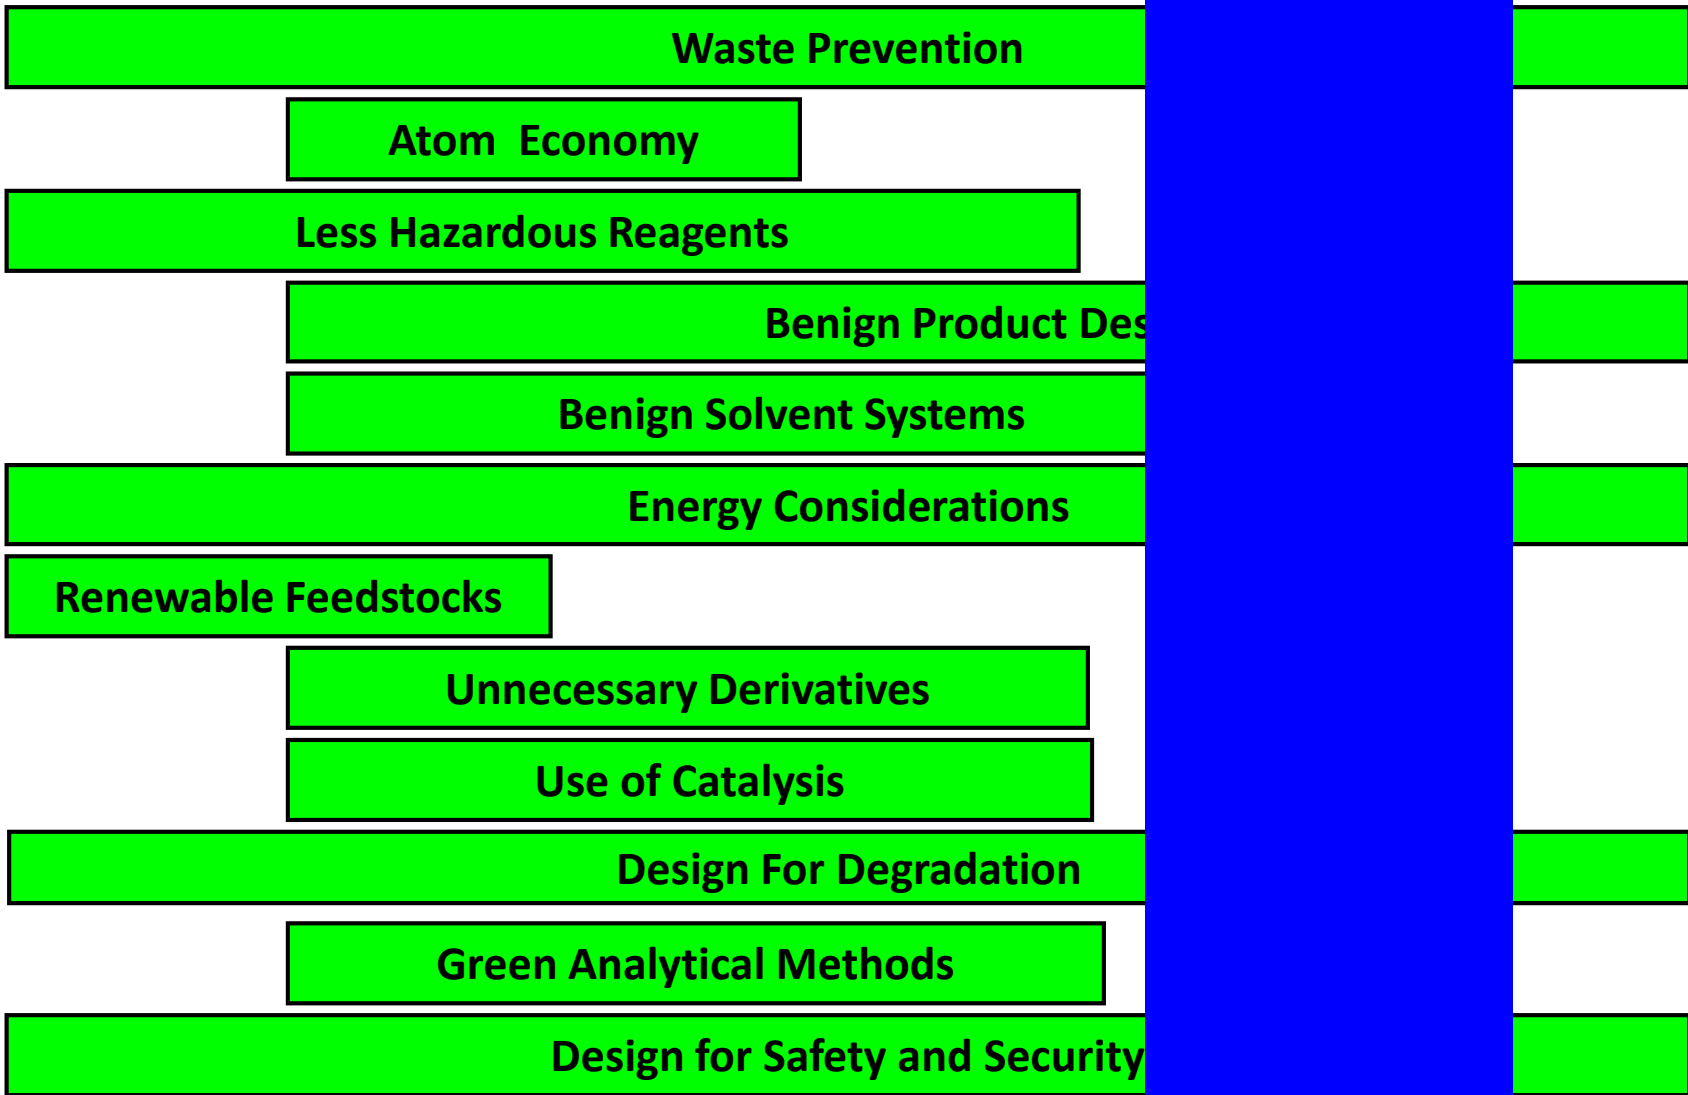 Waste Prevention
Atom Economy
Less Hazardous Reagents
Benign Product Des
Benign Solvent Systems
Energy Considerations
Renewable Feedstocks
Unnecessary Derivatives
Use of Catalysis
Design For Degradation
Green Analytical Methods
Design for Safety and Security